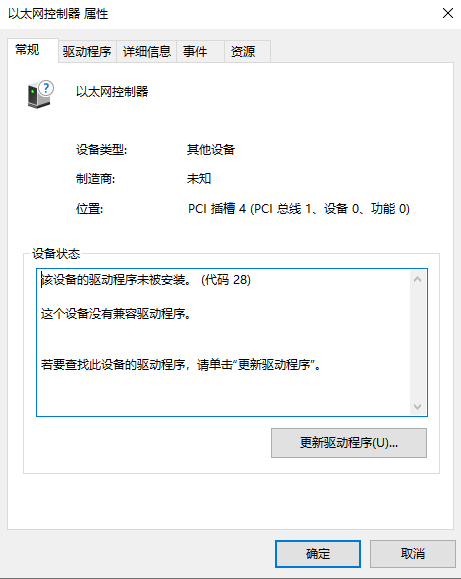 以太网控制器 属性
常规 驱动程序 详细信息 事件 资源
以太网控制器
设备类型: 其他设备
制造商: 未知
位置: PCI 插槽 4 (PCI 总线 1、设备 0、功能 0)
设备状态
该设备的驱动程序未被安装。 (代码 28)
这个设备没有兼容驱动程序。
若要查找此设备的驱动程序，请单击“更新驱动程序”。
更新驱动程序(U)...
确定 取消